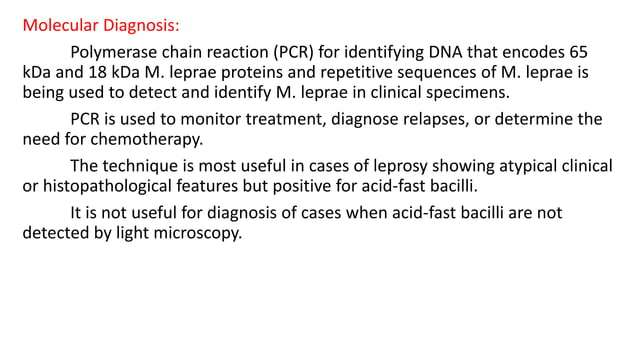 Molecular Diagnosis:
Polymerase chain reaction (PCR) for identifying DNA that encodes 65
kDa and 18 kDa M. leprae proteins and repetitive sequences of M. leprae is
being used to detect and identify M. leprae in clinical specimens.
PCR is used to monitor treatment, diagnose relapses, or determine the
need for chemotherapy.
The technique is most useful in cases of leprosy showing atypical clinical
or histopathological features but positive for acid-fast bacilli.
It is not useful for diagnosis of cases when acid-fast bacilli are not
detected by light microscopy.